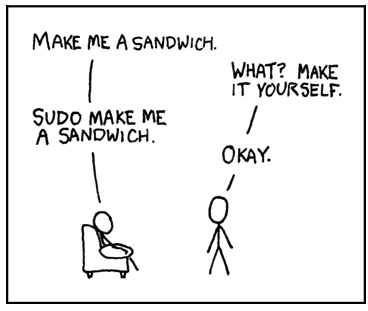 MAKE ME A SANDWICH.
WHAT? MAKE
IT YOURSELF.
SUDO MAKE ME
A SANDWICH.
OKAY.